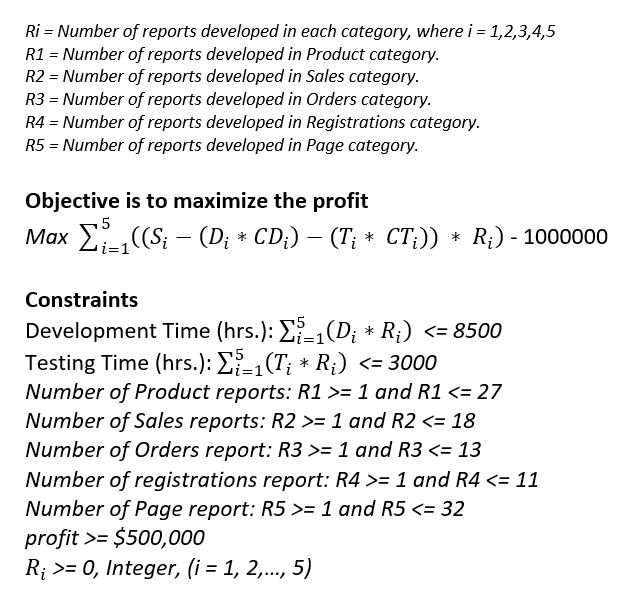 Ri = Number of reports developed in each category, where i = 1,2,3,4,5
R1 = Number of reports developed in Product category.
R2 = Number of reports developed in Sales category.
R3 = Number of reports developed in Orders category.
R4 = Number of reports developed in Registrations category.
R5 = Number of reports developed in Page category.
Objective is to maximize the profit
Max ∑_{i=1}^{5}((S_i − (D_i * CD_i) − (T_i * CT_i)) * R_i) - 1000000
Constraints
Development Time (hrs.): ∑_{i=1}^{5}(D_i * R_i) <= 8500
Testing Time (hrs.): ∑_{i=1}^{5}(T_i * R_i) <= 3000
Number of Product reports: R1 >= 1 and R1 <= 27
Number of Sales reports: R2 >= 1 and R2 <= 18
Number of Orders report: R3 >= 1 and R3 <= 13
Number of registrations report: R4 >= 1 and R4 <= 11
Number of Page report: R5 >= 1 and R5 <= 32
profit >= $500,000
R_i >= 0, Integer, (i = 1, 2,..., 5)